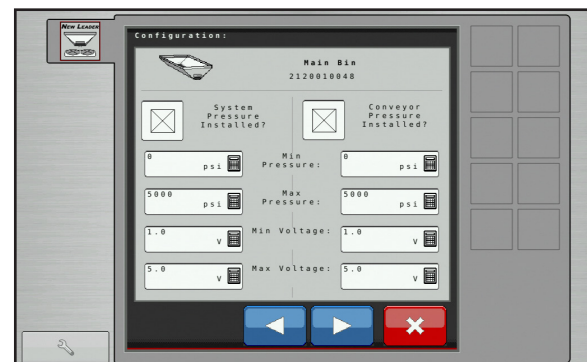 NEW LEADER
Configuration:
Main Bin
2120010048
System
Pressure
Installed?
Conveyor
Pressure
Installed?
0
psi
Min
Pressure:
0
psi
5000
psi
Max
Pressure:
5000
psi
1.0
V
Min Voltage:
1.0
V
5.0
V
Max Voltage:
5.0
V